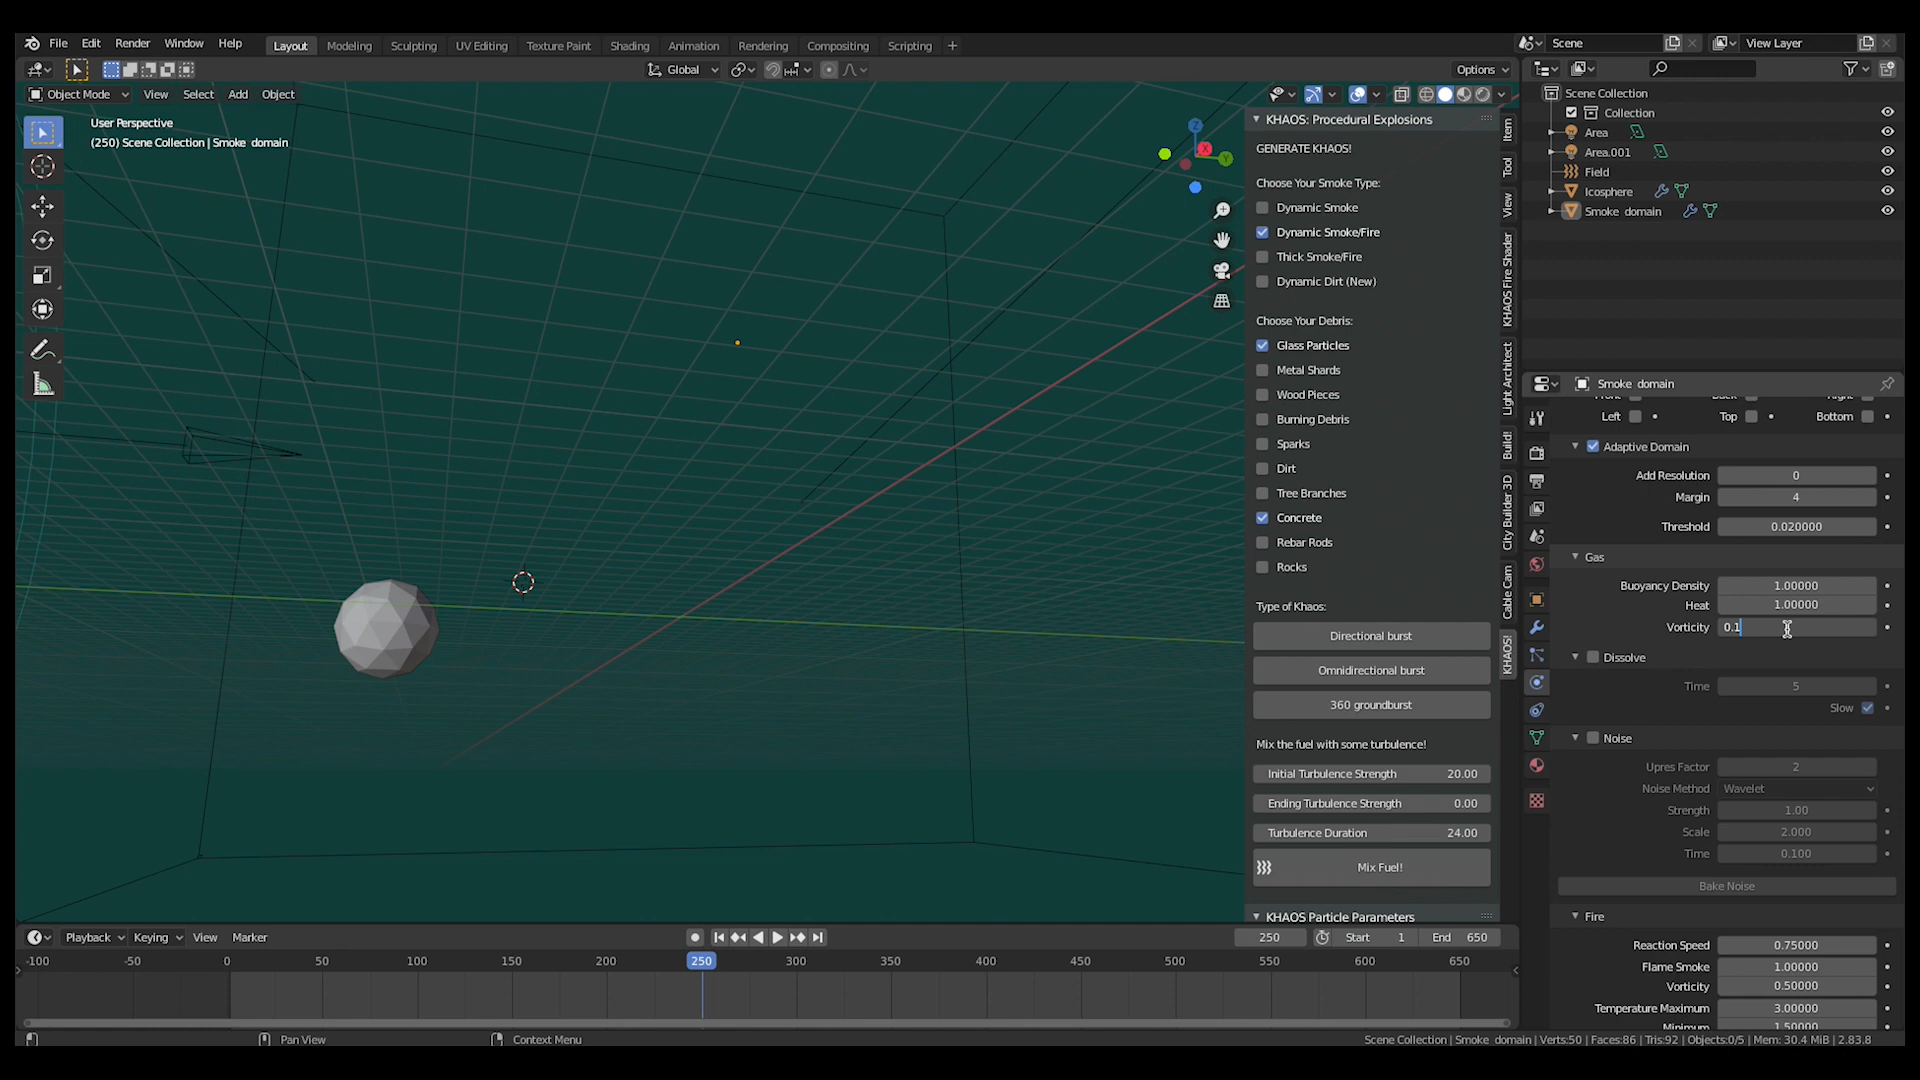 File Edit Render Window Help Layout Modeling Sculpting UV Editing Texture Paint Shading Animation Rendering Compositing Scripting + Scene View Layer
Global Options
Object Mode View Select Add Object
User Perspective
(250) Scene Collection | Smoke domain
Z
X
Y
KHAOS: Procedural Explosions
GENERATE KHAOS!
Choose Your Smoke Type:
Dynamic Smoke
Dynamic Smoke/Fire
Thick Smoke/Fire
Dynamic Dirt (New)
Choose Your Debris:
Glass Particles
Metal Shards
Wood Pieces
Burning Debris
Sparks
Dirt
Tree Branches
Concrete
Rebar Rods
Rocks
Type of Khaos:
Directional burst
Omnidirectional burst
360 groundburst
Mix the fuel with some turbulence!
Initial Turbulence Strength 20.00
Ending Turbulence Strength 0.00
Turbulence Duration 24.00
Mix Fuel!
KHAOS Particle Parameters
Item
Tool
View
KHAOS Fire Shader
Light Architect
Build!
City Builder 3D
Cable Cam
KHAOS!
Scene Collection
Collection
Area
Area.001
Field
Icosphere
Smoke domain
Smoke domain
Left Top Bottom
Adaptive Domain
Add Resolution 0
Margin 4
Threshold 0.020000
Gas
Buoyancy Density 1.00000
Heat 1.00000
Vorticity 0.1
Dissolve
Time 5
Slow
Noise
Upres Factor 2
Noise Method Wavelet
Strength 1.00
Scale 2.000
Time 0.100
Bake Noise
Fire
Reaction Speed 0.75000
Flame Smoke 1.00000
Vorticity 0.50000
Temperature Maximum 3.00000
Minimum 1.50000
Playback Keying View Marker 250 Start 1 End 650
-100 -50 0 50 100 150 200 250 300 350 400 450 500 550 600 650
Pan View Context Menu Scene Collection | Smoke domain | Verts:50 | Faces:86 | Tris:92 | Objects:0/5 | Mem: 30.4 MiB | 2.83.8